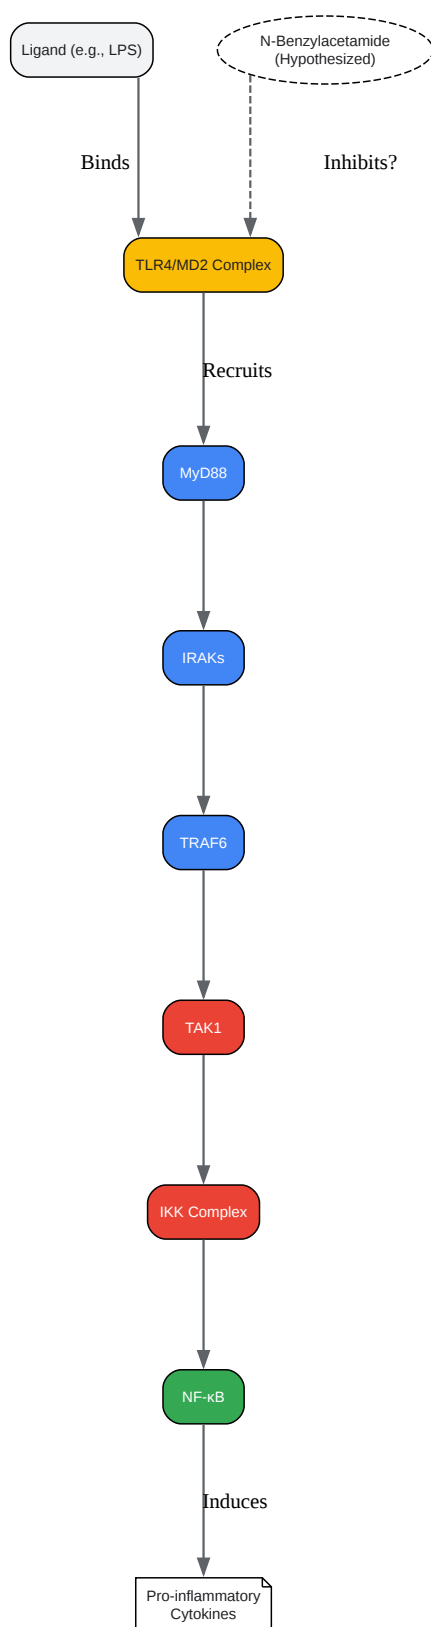 Ligand (e.g., LPS)
N-Benzylacetamide
(Hypothesized)
Binds
Inhibits?
TLR4/MD2 Complex
Recruits
MyD88
IRAKs
TRAF6
TAK1
IKK Complex
NF-κB
Induces
Pro-inflammatory
Cytokines